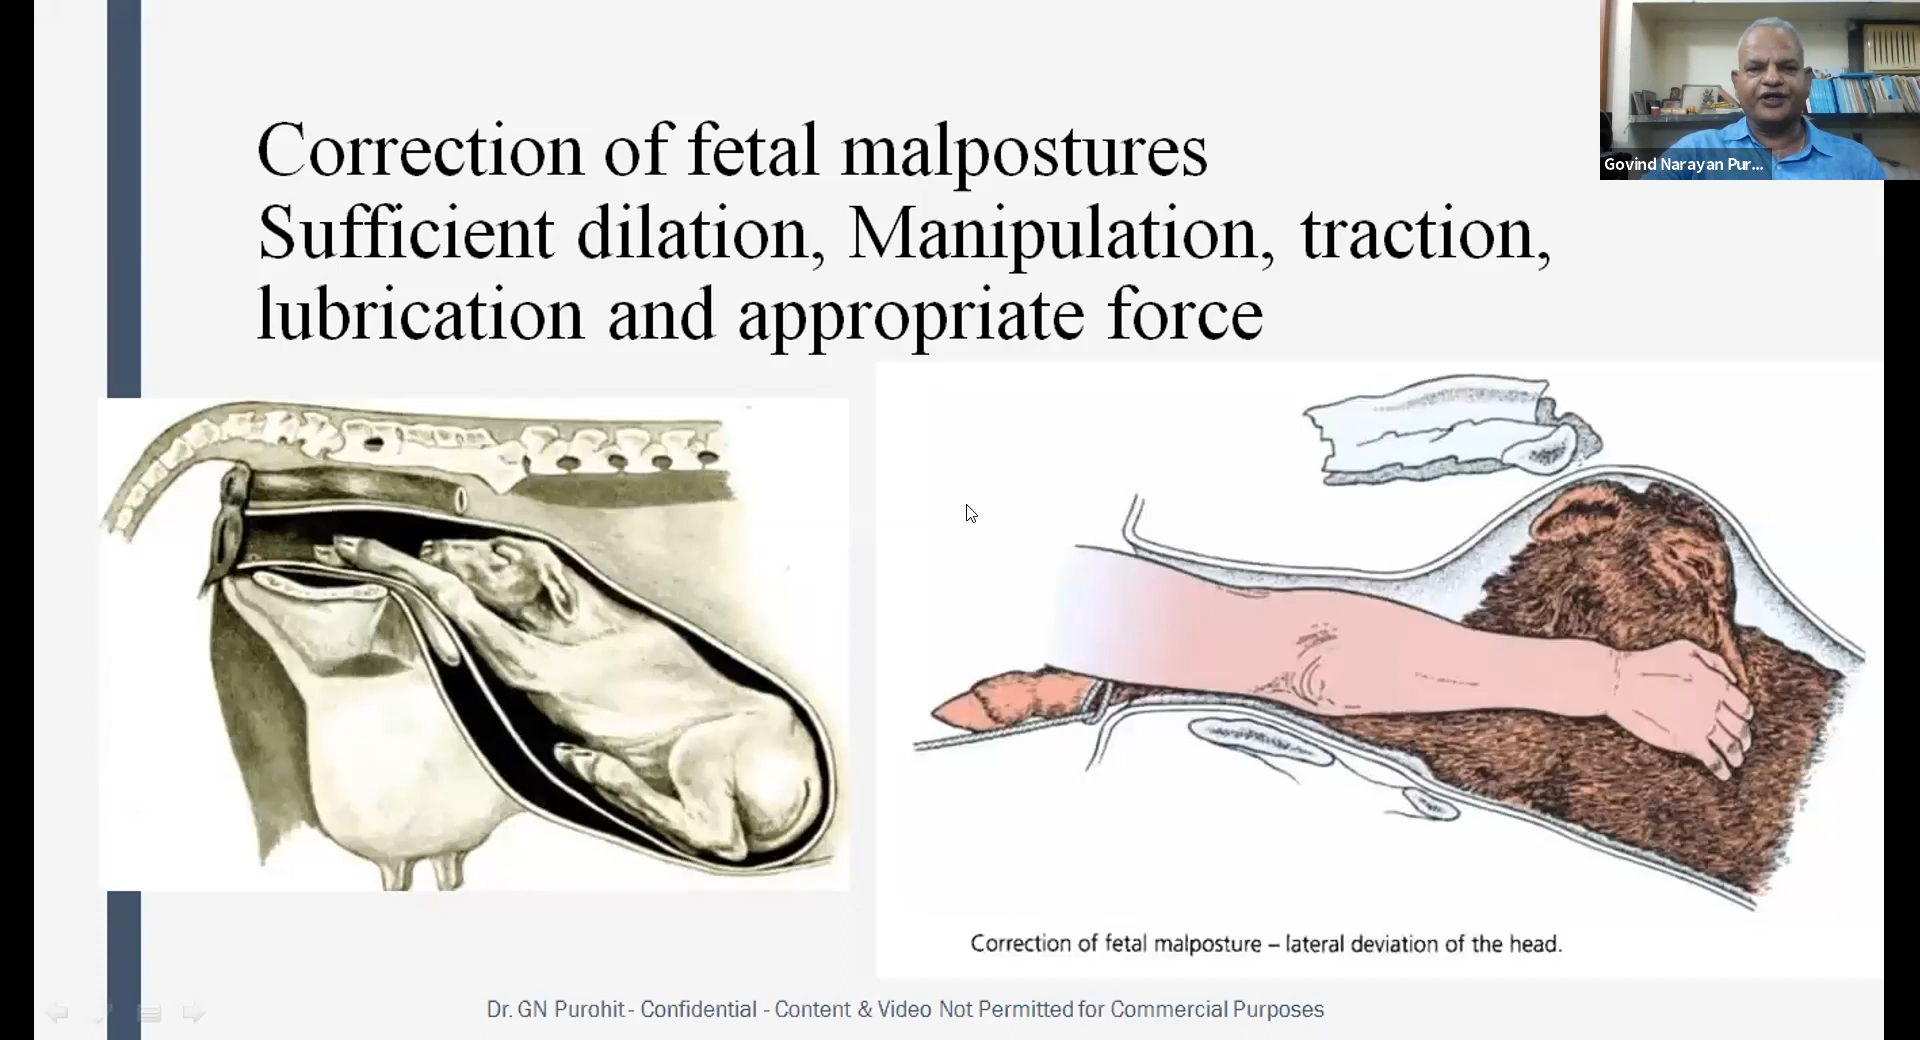 Correction of fetal malpostures
Sufficient dilation, Manipulation, traction,
lubrication and appropriate force
Govind Narayan Pur...
Correction of fetal malposture – lateral deviation of the head.
Dr. GN Purohit - Confidential - Content & Video Not Permitted for Commercial Purposes